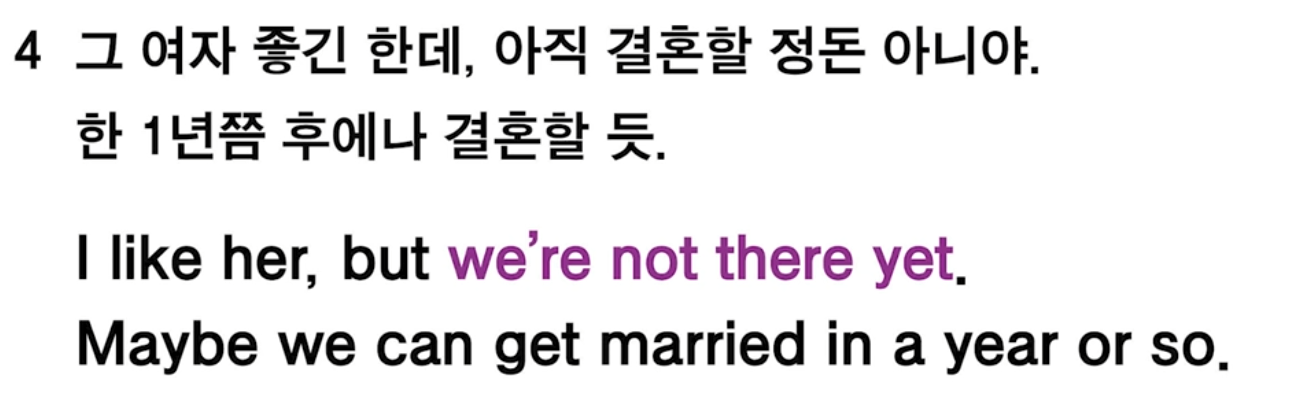 4 그 여자 좋긴 한데, 아직 결혼할 정돈 아니야.
한 1년쯤 후에나 결혼할 듯.
I like her, but we're not there yet.
Maybe we can get married in a year or so.